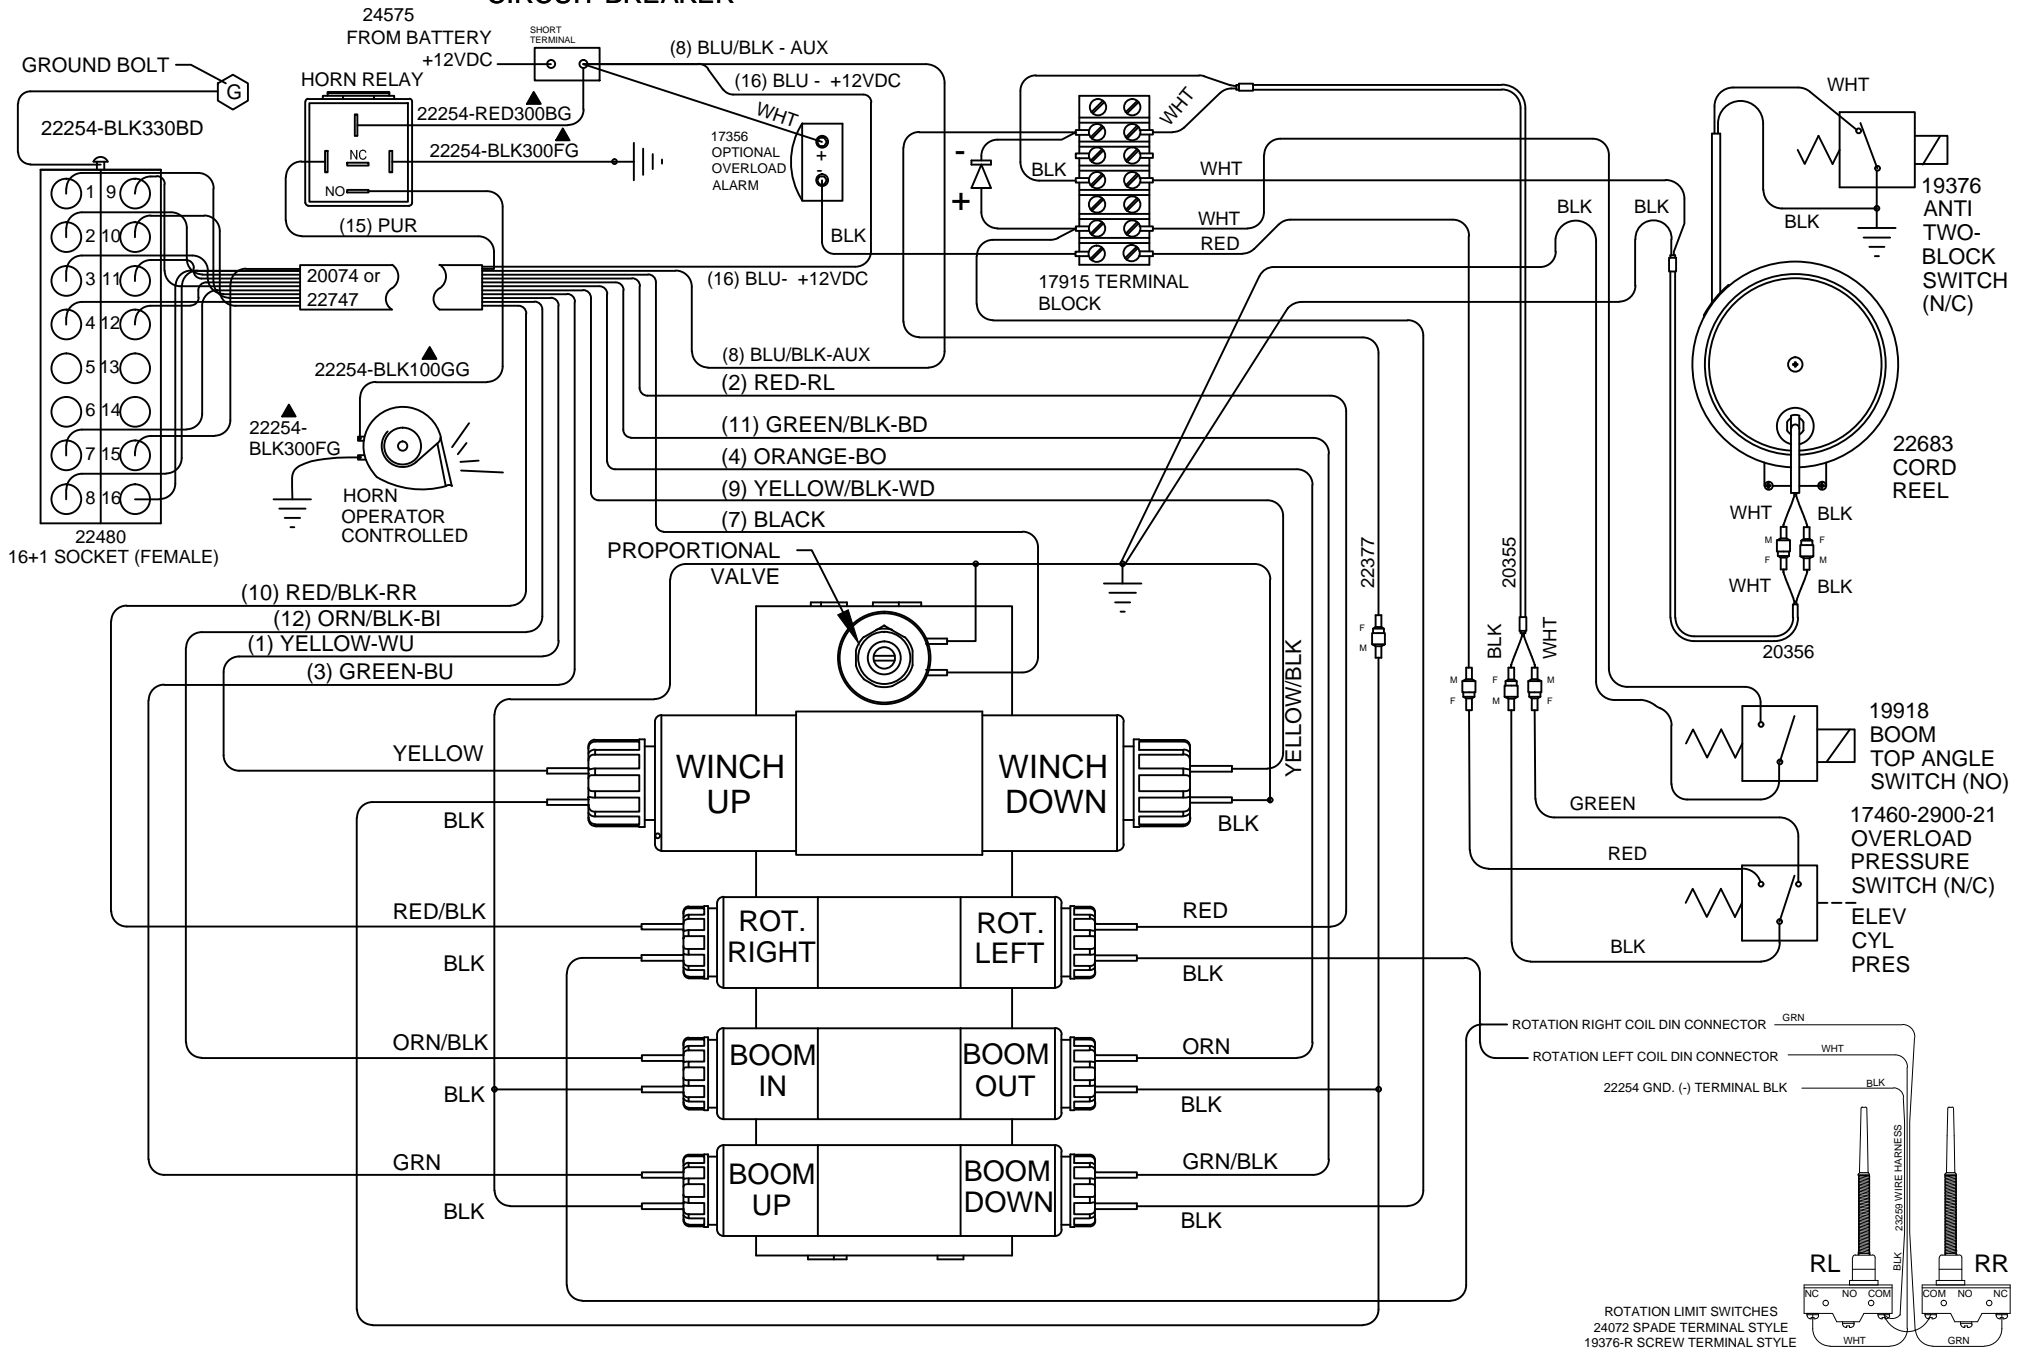 CIRCUIT BREAKER
24575
FROM BATTERY
+12VDC
SHORT
TERMINAL
(8) BLU/BLK - AUX
(16) BLU - +12VDC
GROUND BOLT
G
HORN RELAY
22254-BLK330BD
22254-RED300BG
22254-BLK300FG
NC
NO
(15) PUR
WHT
17356
OPTIONAL
OVERLOAD
ALARM
+
-
BLK
(16) BLU- +12VDC
-
+
BLK
WHT
WHT
WHT
RED
17915 TERMINAL
BLOCK
BLK
BLK
WHT
BLK
19376
ANTI
TWO-
BLOCK
SWITCH
(N/C)
1 9
2 10
3 11
4 12
5 13
6 14
7 15
8 16
20074 or
22747
22480
16+1 SOCKET (FEMALE)
22254-BLK100GG
22254-
BLK300FG
HORN
OPERATOR
CONTROLLED
(8) BLU/BLK-AUX
(2) RED-RL
(11) GREEN/BLK-BD
(4) ORANGE-BO
(9) YELLOW/BLK-WD
(7) BLACK
PROPORTIONAL
VALVE
(10) RED/BLK-RR
(12) ORN/BLK-BI
(1) YELLOW-WU
(3) GREEN-BU
22683
CORD
REEL
WHT
BLK
M
F
F
M
WHT
BLK
20356
22377
F
M
20355
BLK
WHT
M
F
F
M
M
F
YELLOW/BLK
19918
BOOM
TOP ANGLE
SWITCH (NO)
GREEN
17460-2900-21
OVERLOAD
PRESSURE
SWITCH (N/C)
RED
ELEV
CYL
PRES
BLK
YELLOW
BLK
WINCH
UP
WINCH
DOWN
BLK
RED/BLK
BLK
ROT.
RIGHT
ROT.
LEFT
RED
BLK
ORN/BLK
BLK
BOOM
IN
BOOM
OUT
ORN
BLK
GRN
BLK
BOOM
UP
BOOM
DOWN
GRN/BLK
BLK
ROTATION RIGHT COIL DIN CONNECTOR
GRN
ROTATION LEFT COIL DIN CONNECTOR
WHT
22254 GND. (-) TERMINAL BLK
BLK
23259 WIRE HARNESS
BLK
RL
RR
NC NO COM
COM NO NC
WHT
GRN
ROTATION LIMIT SWITCHES
24072 SPADE TERMINAL STYLE
19376-R SCREW TERMINAL STYLE